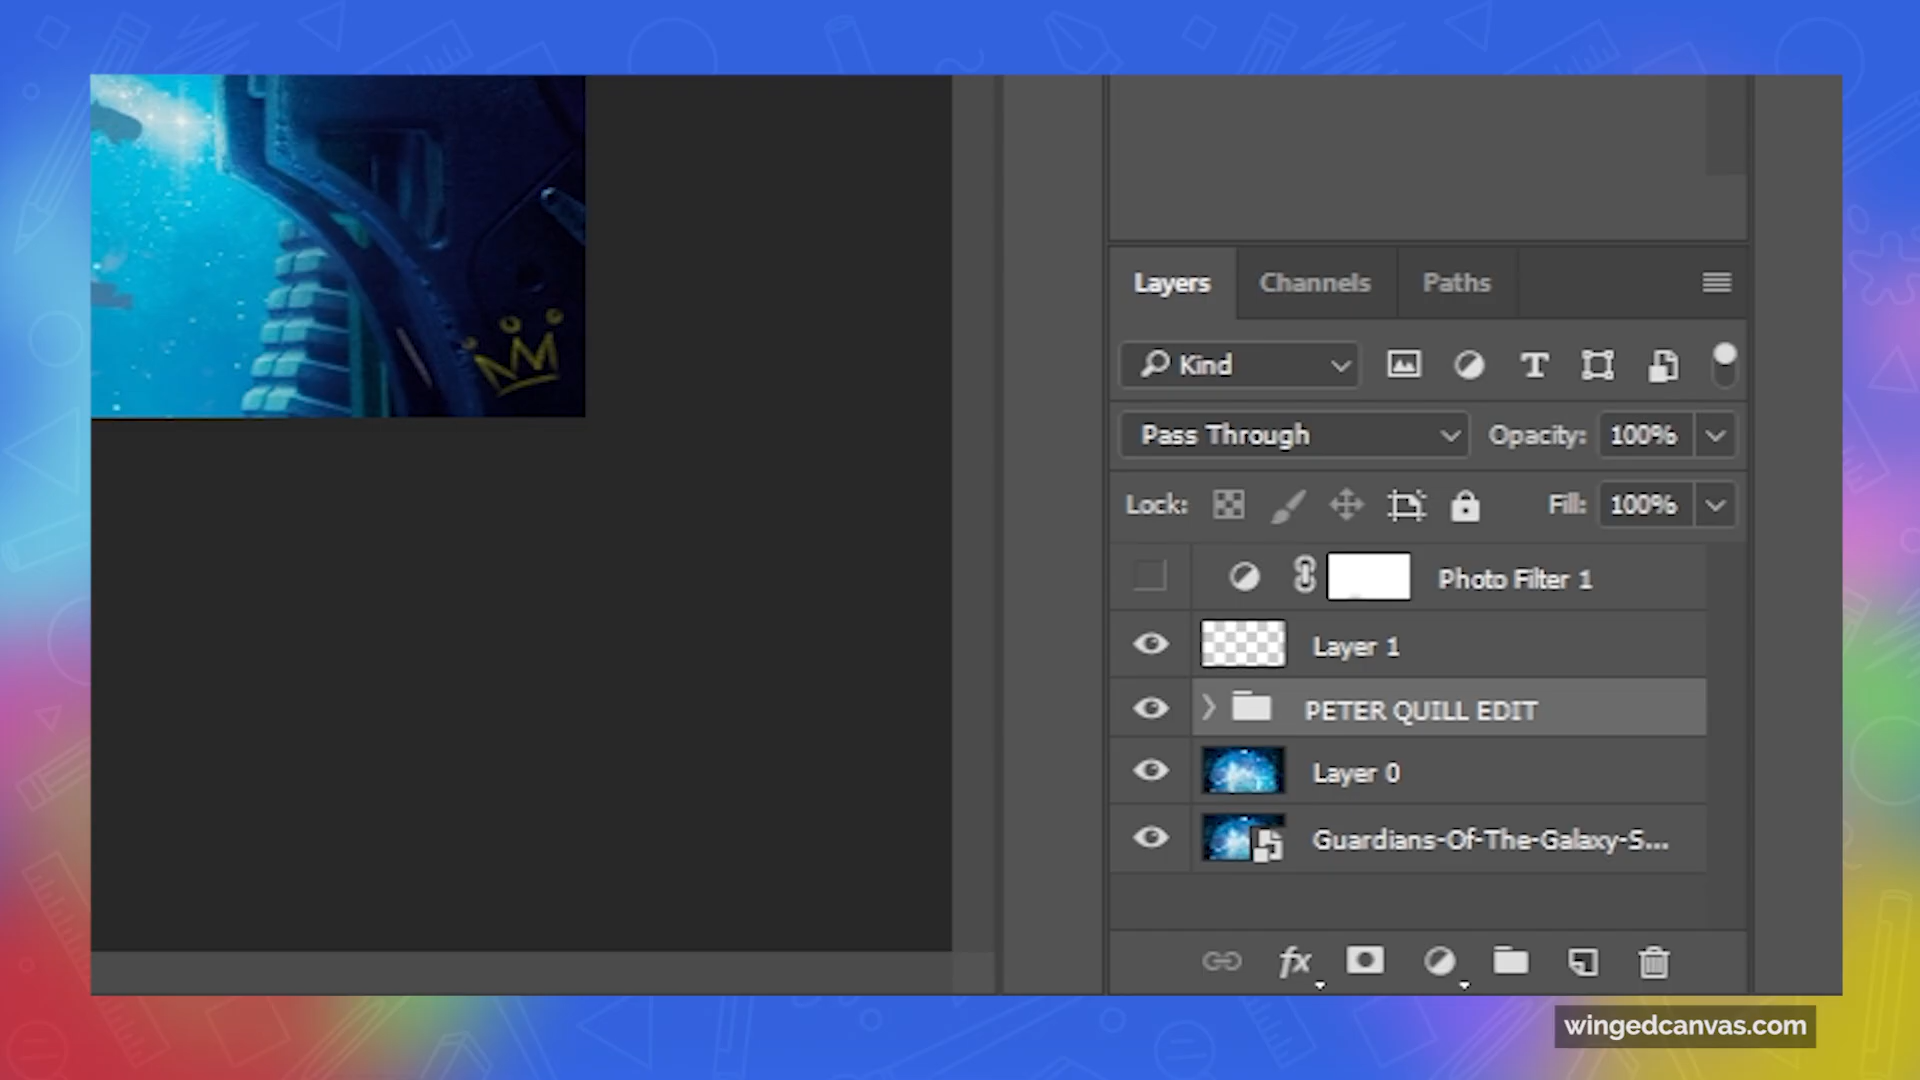 Layers Channels Paths
Kind
Pass Through Opacity: 100%
Lock: Fill: 100%
Photo Filter 1
Layer 1
PETER QUILL EDIT
Layer 0
Guardians-Of-The-Galaxy-S...
fx
wingedcanvas.com